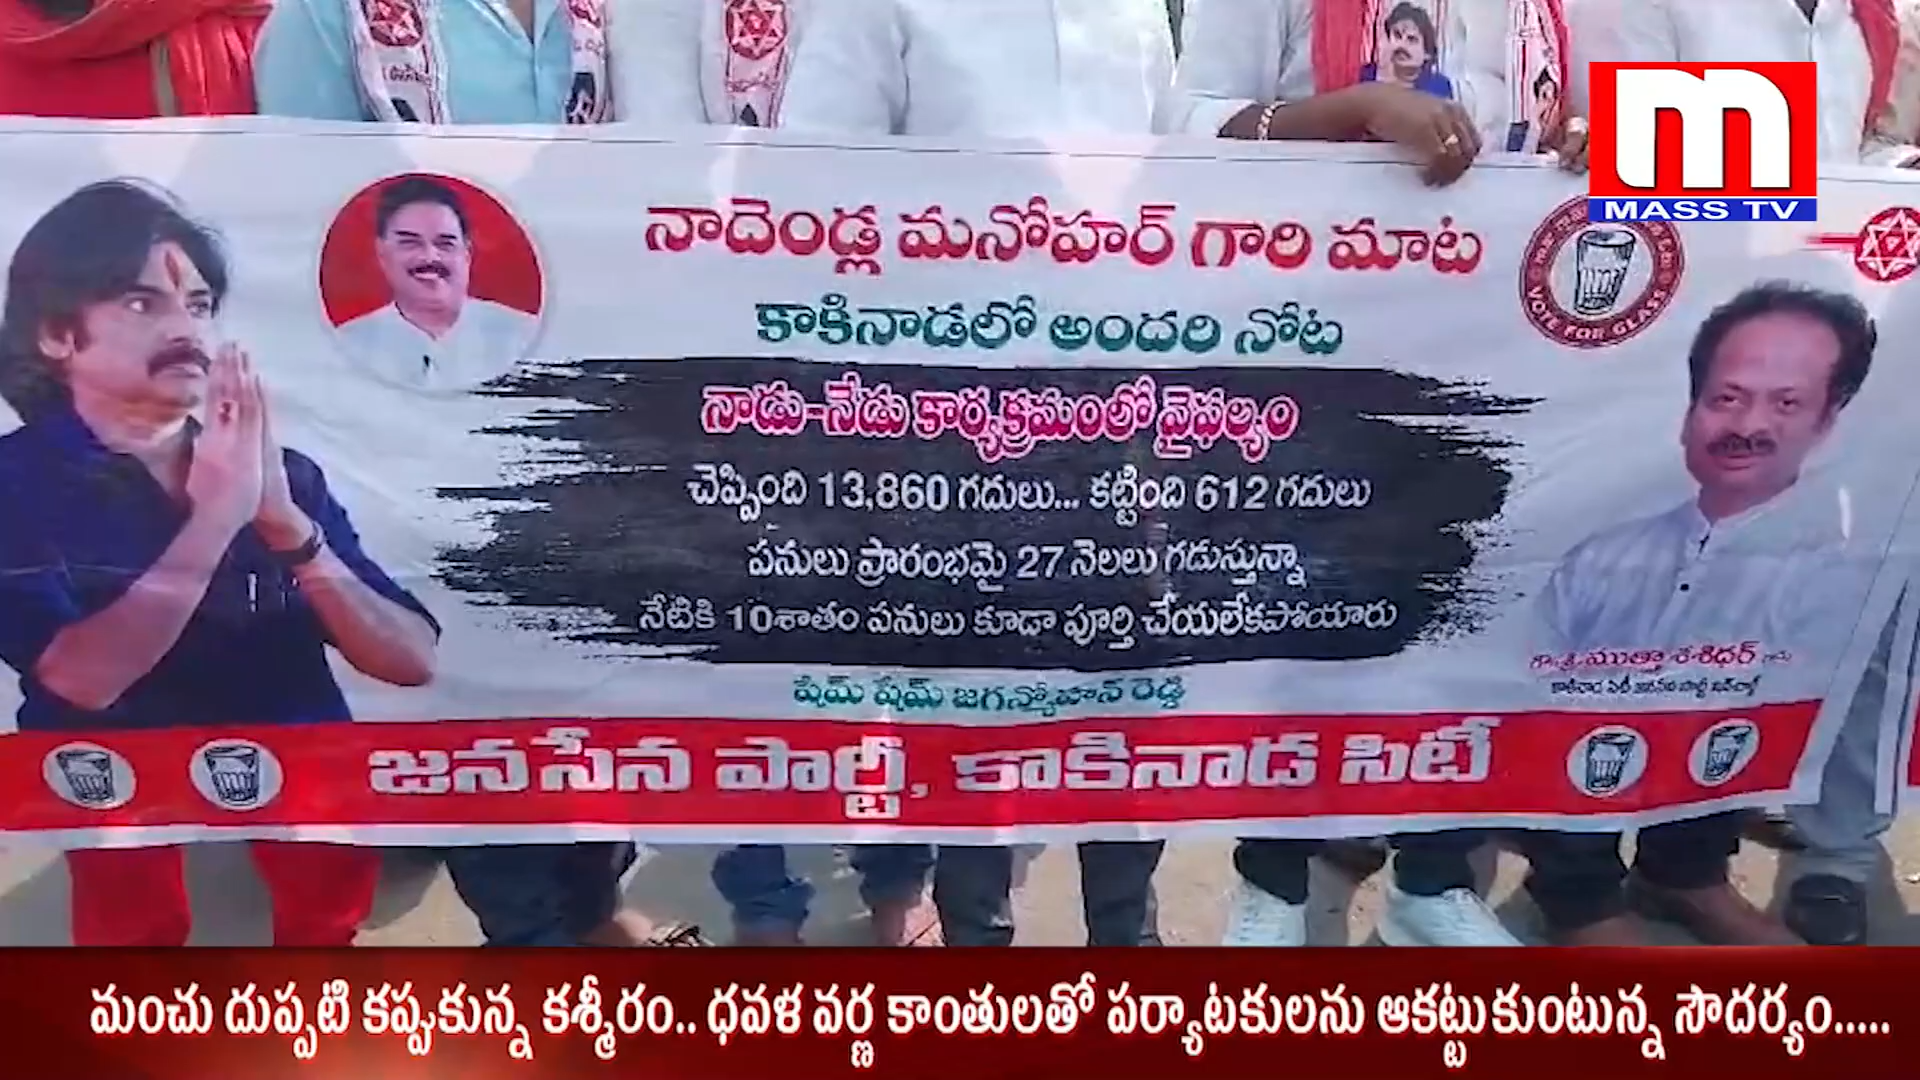 MASS TV
నాదెండ్ల మనోహర్ గారి మాట
కాకినాడలో అందరి నోట
VOTE FOR GLASS
నాడు-నేడు కార్యక్రమంలో వైఫల్యం
చెప్పింది 13,860 గదులు... కట్టింది 612 గదులు
పనులు ప్రారంభమై 27 నెలలు గడుస్తున్నా
నేటికి 10శాతం పనులు కూడా పూర్తి చేయలేకపోయారు
షేమ్ షేమ్ జగన్మోహన రెడ్డి
ముత్తా శశిధర్
జనసేన పార్టీ, కాకినాడ సిటీ
మంచు దుప్పటి కప్పుకున్న కశ్మీరం.. ధవళ వర్ణ కాంతులతో పర్యాటకులను ఆకట్టుకుంటున్న సౌదర్యం.....